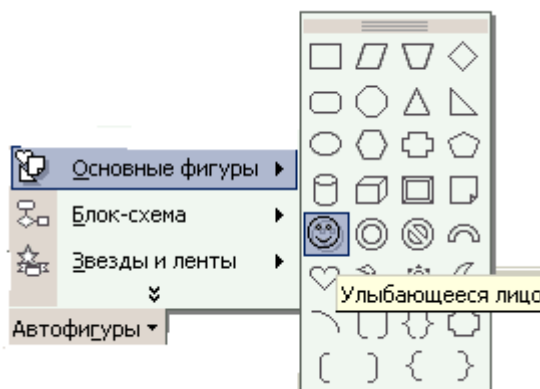 Основные фигуры
Блок-схема
Звезды и ленты
Улыбающееся лицо
Автофигуры